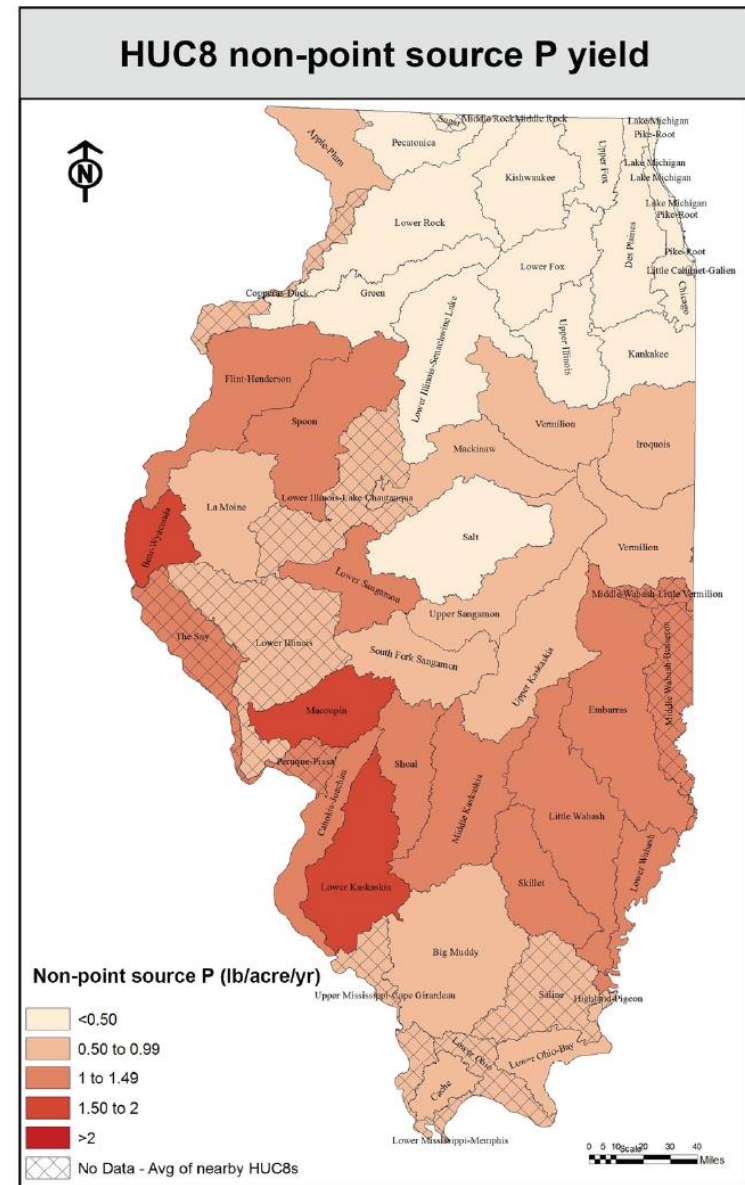 HUC8 non-point source P yield
N
Sugar
Middle Rock
Middle Rock
Lake Michigan
Pike-Root
Apple-Plum
Pecatonica
Upper Fox
Lake Michigan
Lake Michigan
Kishwaukee
Lake Michigan
Pike-Root
Lower Rock
Des Plaines
Pike-Root
Lower Fox
Little Calumet-Galien
Copperas-Duck
Green
Chicago
Lower Illinois-Senachwine Lake
Upper Illinois
Kankakee
Flint-Henderson
Spoon
Vermilion
Iroquois
Mackinaw
Lower Illinois-Lake Chautauqua
La Moine
Bear-Wyaconda
Salt
Vermilion
Lower Sangamon
Middle Wabash-Little Vermilion
Upper Sangamon
The Sny
Lower Illinois
South Fork Sangamon
Upper Kaskaskia
Middle Wabash-Busseron
Macoupin
Embarras
Peruque-Piasa
Shoal
Cahokia-Joachim
Middle Kaskaskia
Little Wabash
Lower Wabash
Lower Kaskaskia
Skillet
Big Muddy
Upper Mississippi-Cape Girardeau
Saline
Highland-Pigeon
Lower Ohio
Lower Ohio-Bay
Cache
Lower Mississippi-Memphis
Non-point source P (lb/acre/yr)
<0.50
0.50 to 0.99
1 to 1.49
1.50 to 2
>2
No Data - Avg of nearby HUC8s
Scale
0 5 10 20 30 40
Miles